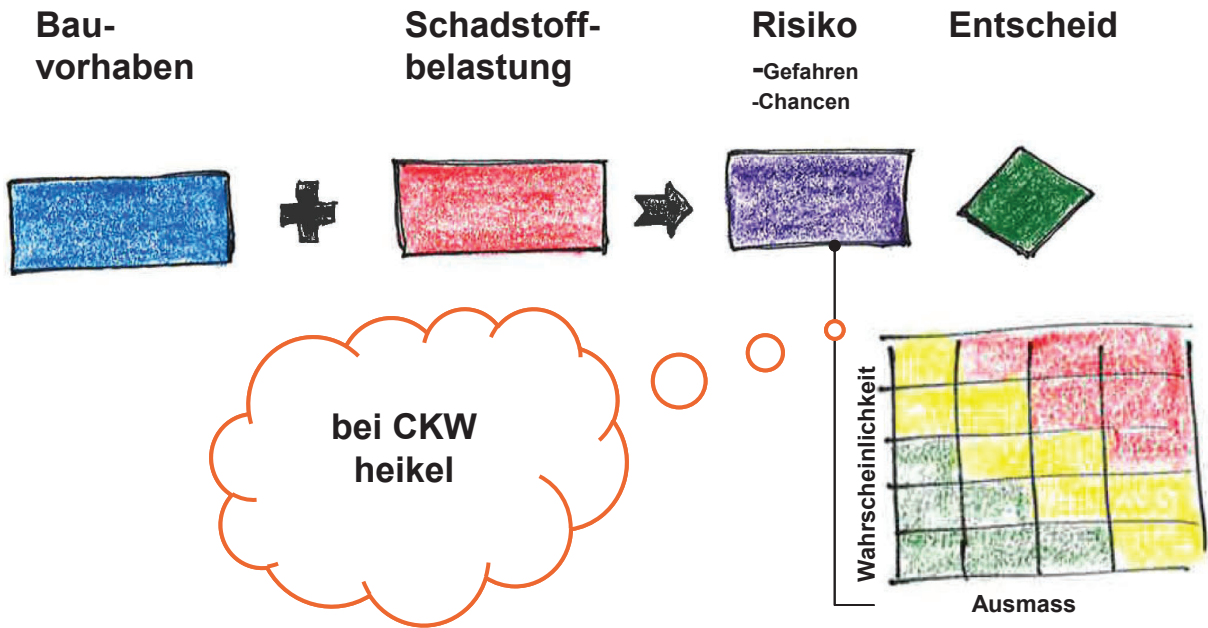 Bau-
vorhaben
Schadstoff-
belastung
Risiko
-Gefahren
-Chancen
Entscheid
bei CKW
heikel
Wahrscheinlichkeit
Ausmass